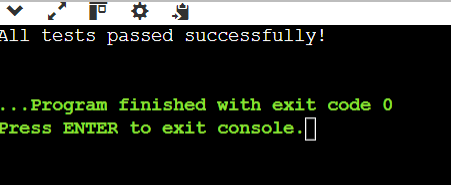 All tests passed successfully!
...Program finished with exit code 0
Press ENTER to exit console.